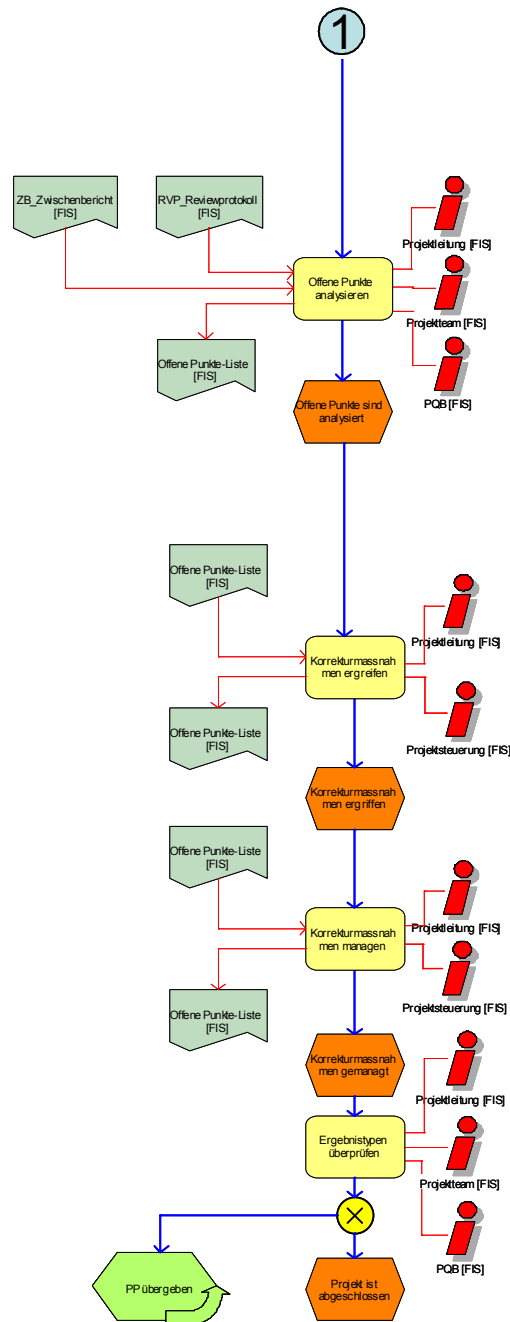 1
ZB_Zwischenbericht
[FIS]
RVP_Reviewprotokoll
[FIS]
Projektleitung [FIS]
Offene Punkte
analysieren
Projektteam [FIS]
Offene Punkte-Liste
[FIS]
PQB [FIS]
Offene Punkte sind
analysiert
Offene Punkte-Liste
[FIS]
Projektleitung [FIS]
Korrekturmassnah
men ergreifen
Offene Punkte-Liste
[FIS]
Projektsteuerung [FIS]
Korrekturmassnah
men ergriffen
Offene Punkte-Liste
[FIS]
Projektleitung [FIS]
Korrekturmassnah
men managen
Offene Punkte-Liste
[FIS]
Projektsteuerung [FIS]
Korrekturmassnah
men gemanagt
Projektleitung [FIS]
Ergebnistypen
überprüfen
Projektteam [FIS]
PQB [FIS]
PP übergeben
Projekt ist
abgeschlossen